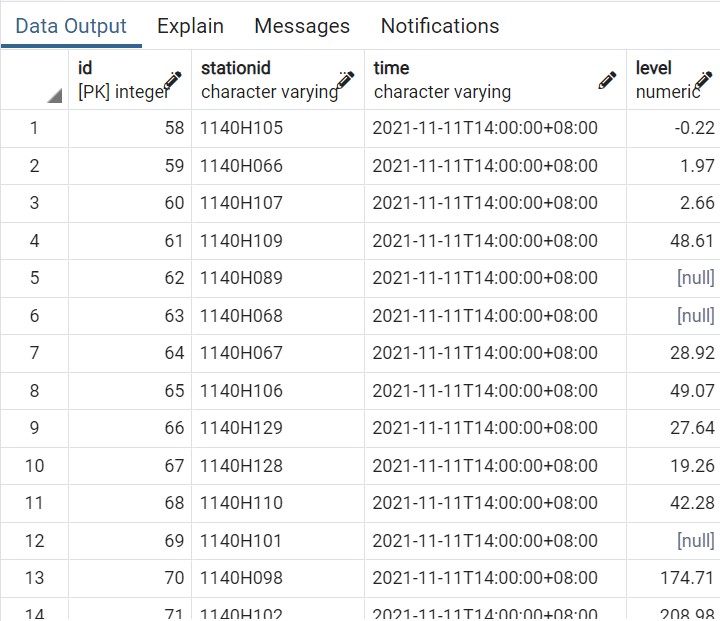 Data Output Explain Messages Notifications
id stationid time level
[PK] integer character varying character varying numeric
1 58 1140H105 2021-11-11T14:00:00+08:00 -0.22
2 59 1140H066 2021-11-11T14:00:00+08:00 1.97
3 60 1140H107 2021-11-11T14:00:00+08:00 2.66
4 61 1140H109 2021-11-11T14:00:00+08:00 48.61
5 62 1140H089 2021-11-11T14:00:00+08:00 [null]
6 63 1140H068 2021-11-11T14:00:00+08:00 [null]
7 64 1140H067 2021-11-11T14:00:00+08:00 28.92
8 65 1140H106 2021-11-11T14:00:00+08:00 49.07
9 66 1140H129 2021-11-11T14:00:00+08:00 27.64
10 67 1140H128 2021-11-11T14:00:00+08:00 19.26
11 68 1140H110 2021-11-11T14:00:00+08:00 42.28
12 69 1140H101 2021-11-11T14:00:00+08:00 [null]
13 70 1140H098 2021-11-11T14:00:00+08:00 174.71
14 71 1140H102 2021-11-11T14:00:00+08:00 208.98